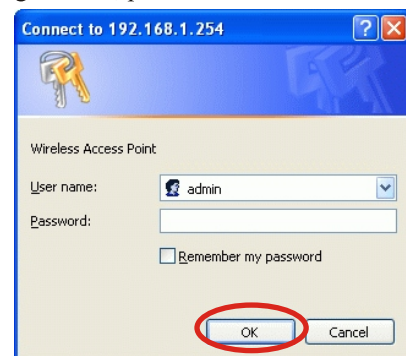 Connect to 192.168.1.254
Wireless Access Point
User name:
admin
Password:
Remember my password
OK
Cancel